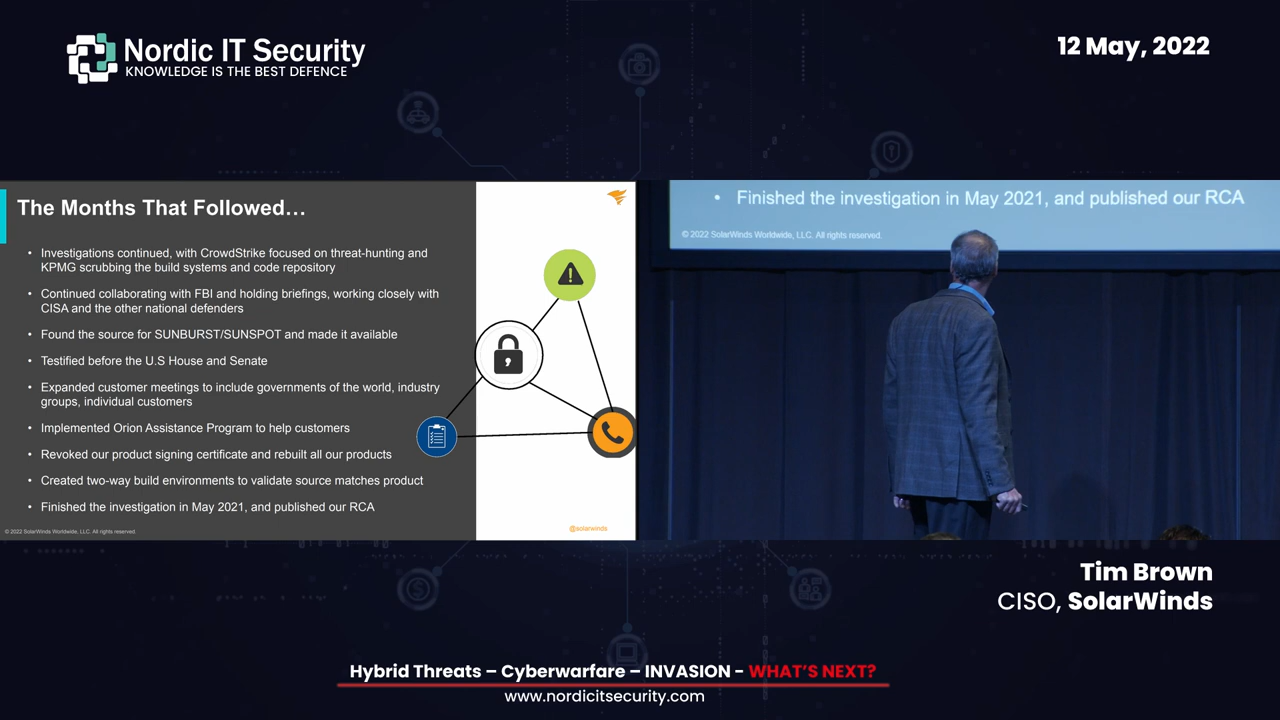 Nordic IT Security
KNOWLEDGE IS THE BEST DEFENCE
12 May, 2022
The Months That Followed…
• Investigations continued, with CrowdStrike focused on threat-hunting and
KPMG scrubbing the build systems and code repository
• Continued collaborating with FBI and holding briefings, working closely with
CISA and the other national defenders
• Found the source for SUNBURST/SUNSPOT and made it available
• Testified before the U.S House and Senate
• Expanded customer meetings to include governments of the world, industry
groups, individual customers
• Implemented Orion Assistance Program to help customers
• Revoked our product signing certificate and rebuilt all our products
• Created two-way build environments to validate source matches product
• Finished the investigation in May 2021, and published our RCA
© 2022 SolarWinds Worldwide, LLC. All rights reserved.
@solarwinds
• Finished the investigation in May 2021, and published our RCA
© 2022 SolarWinds Worldwide, LLC. All rights reserved.
Tim Brown
CISO, SolarWinds
Hybrid Threats – Cyberwarfare – INVASION - WHAT'S NEXT?
www.nordicitsecurity.com